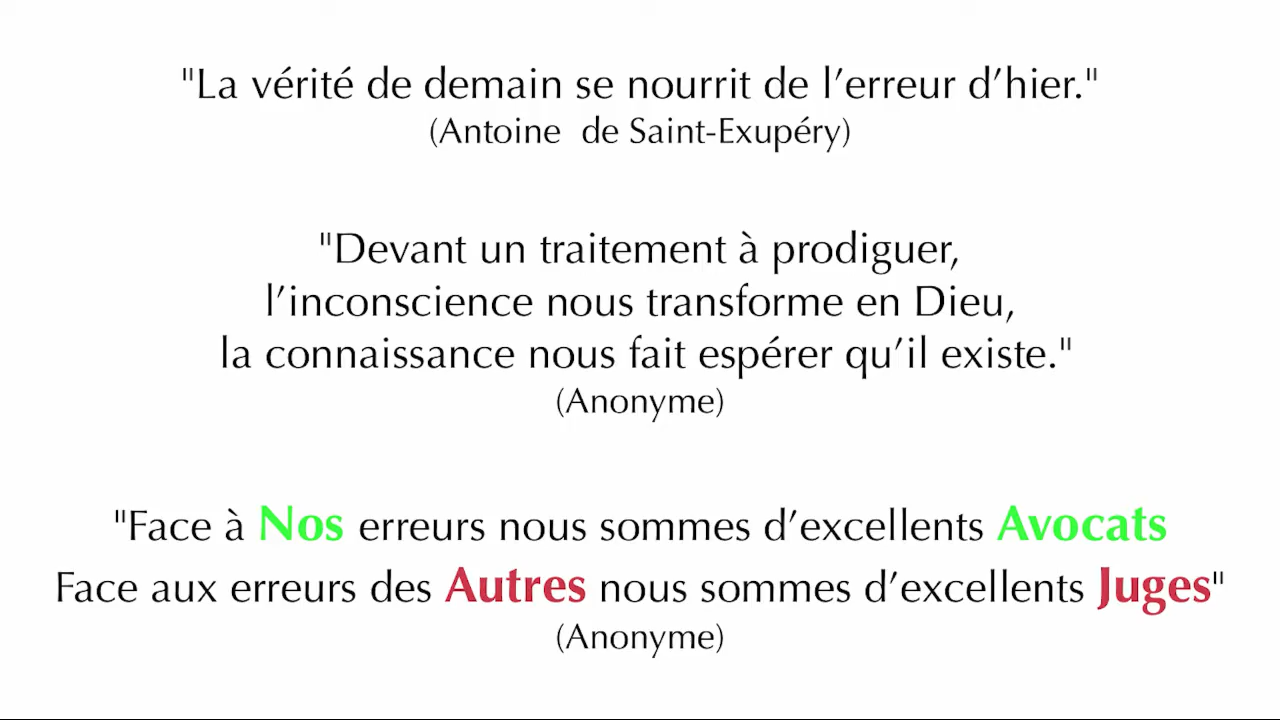 "La vérité de demain se nourrit de l’erreur d’hier."
(Antoine  de Saint-Exupéry)
"Devant un traitement à prodiguer,
l’inconscience nous transforme en Dieu,
la connaissance nous fait espérer qu’il existe."
(Anonyme)
"Face à Nos erreurs nous sommes d’excellents Avocats
Face aux erreurs des Autres nous sommes d’excellents Juges"
(Anonyme)